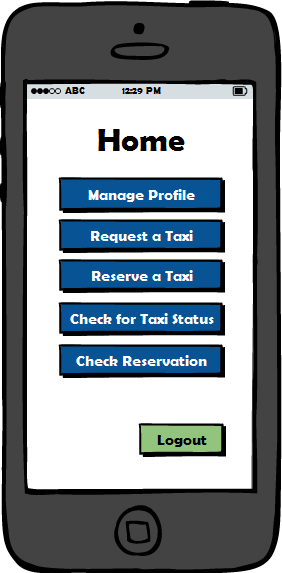 ABC 12:29 PM
Home
Manage Profile
Request a Taxi
Reserve a Taxi
Check for Taxi Status
Check Reservation
Logout